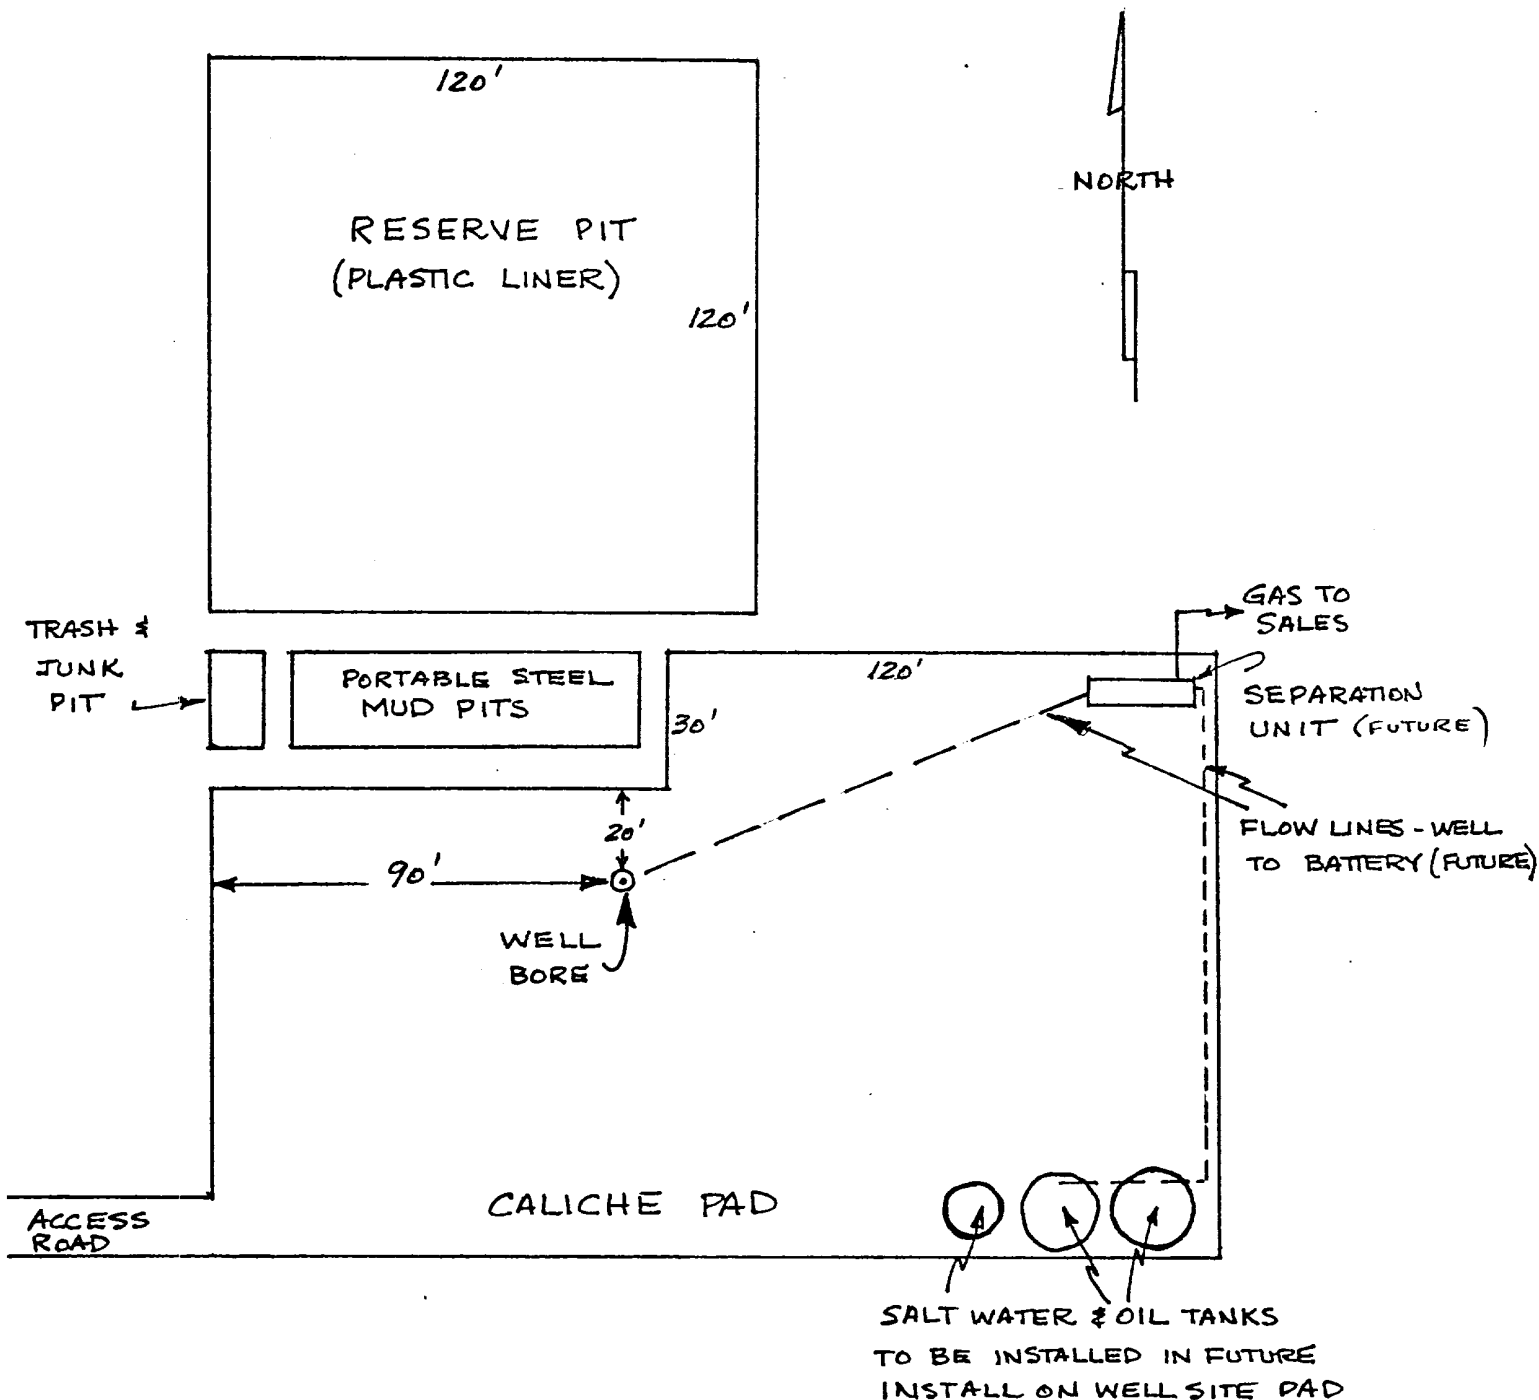 120'
NORTH
RESERVE PIT
(PLASTIC LINER)
120'
GAS TO
SALES
TRASH &
JUNK
PIT
PORTABLE STEEL
MUD PITS
120'
30'
SEPARATION
UNIT (FUTURE)
20'
FLOW LINES - WELL
TO BATTERY (FUTURE)
90'
WELL
BORE
CALICHE PAD
ACCESS
ROAD
SALT WATER & OIL TANKS
TO BE INSTALLED IN FUTURE
INSTALL ON WELL SITE PAD